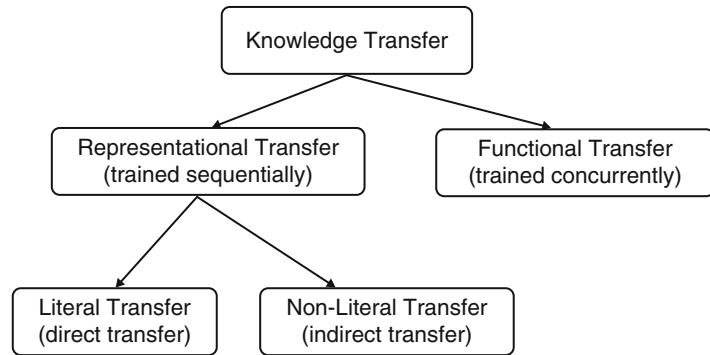 Knowledge Transfer
Representational Transfer
(trained sequentially)
Functional Transfer
(trained concurrently)
Literal Transfer
(direct transfer)
Non-Literal Transfer
(indirect transfer)